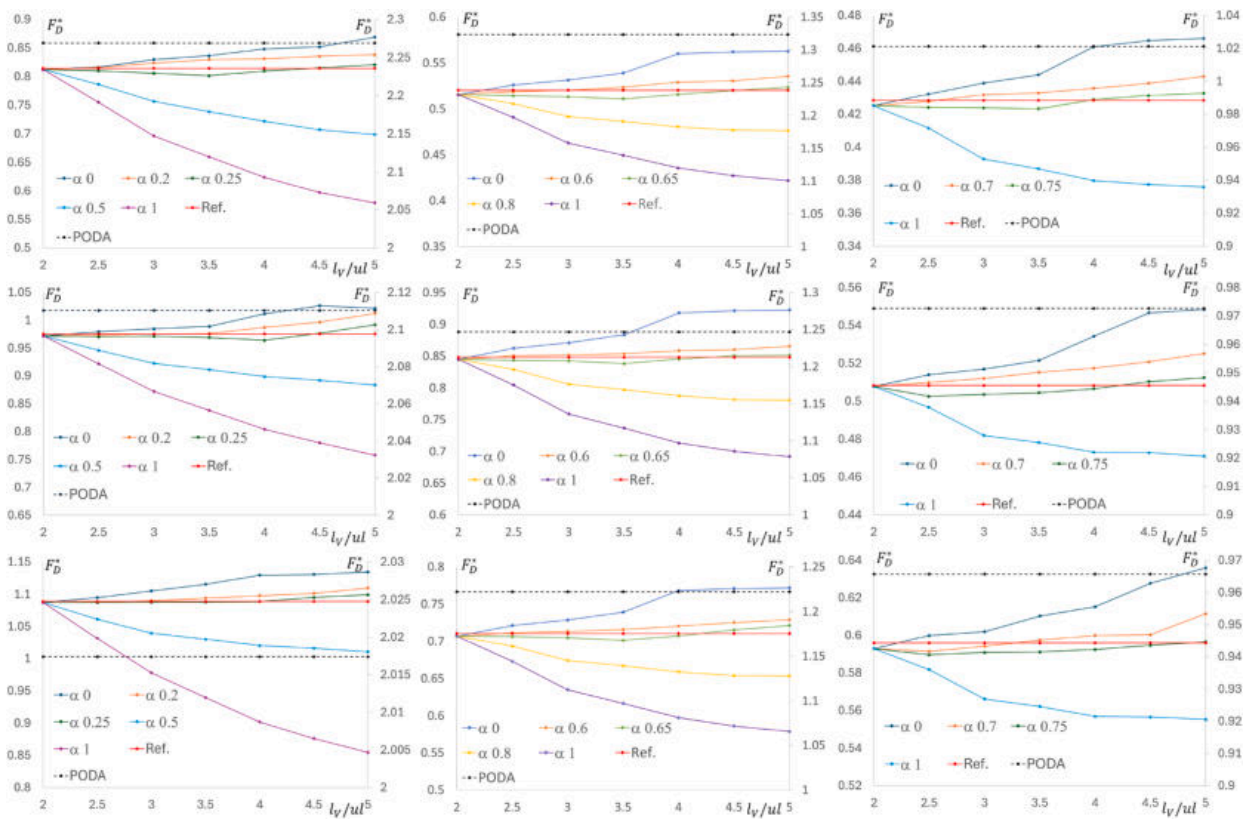 F*D F*D
0.9 2.3
0.85 2.25
0.8
0.75 2.2
0.7 2.15
0.65
α 0 α 0.2 α 0.25 2.1
0.6
α 0.5 α 1 Ref. 2.05
0.55
PODA
0.5 2
2 2.5 3 3.5 4 4.5 5
lV/ul
F*D F*D
0.6 1.35
0.55 1.3
1.25
0.5 1.2
0.45 1.15
α 0 α 0.6 α 0.65 1.1
0.4
α 0.8 α 1 Ref. 1.05
PODA
0.35 1
2 2.5 3 3.5 4 4.5 5
lV/ul
F*D F*D
0.48 1.04
0.46 1.02
0.44 1
0.42 0.98
0.4 0.96
α 0 α 0.7 α 0.75
0.38 0.94
0.36 0.92
α 1 Ref. PODA
0.34 0.9
2 2.5 3 3.5 4 4.5 5
lV/ul
F*D F*D
1.05 2.12
1
0.95 2.1
0.9 2.08
0.85
0.8 2.06
α 0 α 0.2 α 0.25
0.75 2.04
α 0.5 α 1 Ref.
0.7 2.02
PODA
0.65 2
2 2.5 3 3.5 4 4.5 5
lV/ul
F*D F*D
0.95 1.3
0.9 1.25
0.85
0.8 1.2
0.75 1.15
α 0 α 0.6 α 0.65
0.7 1.1
α 0.8 α 1 Ref.
0.65 1.05
PODA
0.6 1
2 2.5 3 3.5 4 4.5 5
lV/ul
F*D F*D
0.56 0.98
0.54 0.97
0.96
0.52 0.95
0.5 0.94
0.48 0.93
α 0 α 0.7 α 0.75 0.92
0.46
α 1 Ref. PODA 0.91
0.44 0.9
2 2.5 3 3.5 4 4.5 5
lV/ul
F*D F*D
1.15 2.03
1.1 2.025
1.05
1 2.02
0.95 2.015
α 0 α 0.2
0.9 2.01
α 0.25 α 0.5
0.85 α 1 Ref. 2.005
PODA
0.8 2
2 2.5 3 3.5 4 4.5 5
lV/ul
F*D F*D
0.8 1.25
0.75 1.2
0.7
0.65 1.15
0.6 1.1
α 0 α 0.6 α 0.65
0.55 α 0.8 α 1 Ref. 1.05
PODA
0.5 1
2 2.5 3 3.5 4 4.5 5
lV/ul
F*D F*D
0.64 0.97
0.62 0.96
0.6 0.95
0.94
0.58 0.93
0.56 0.92
α 0 α 0.7 α 0.75
0.54 0.91
α 1 Ref. PODA
0.52 0.9
2 2.5 3 3.5 4 4.5 5
lV/ul